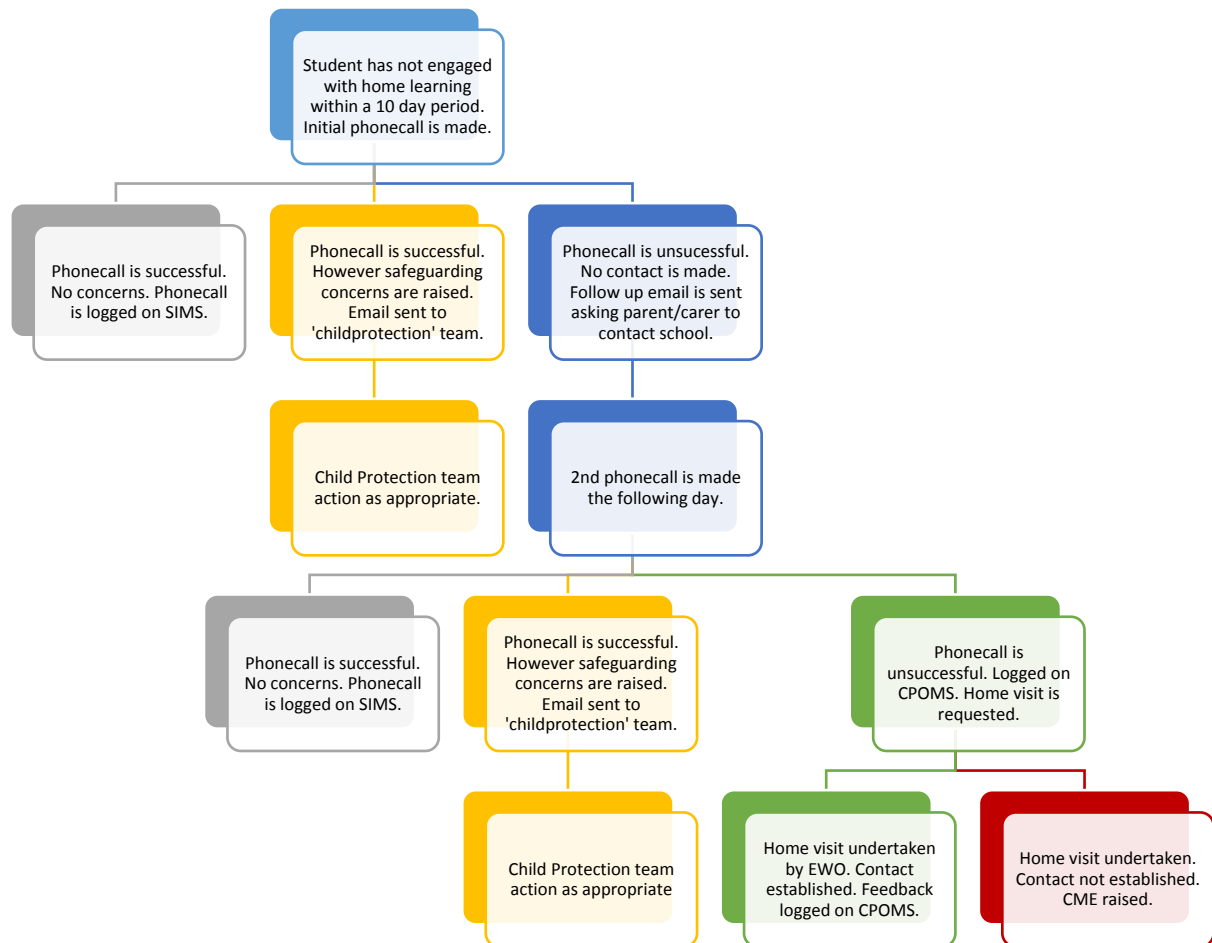 Student has not engaged
with home learning
within a 10 day period.
Initial phonecall is made.
Phonecall is successful.
No concerns. Phonecall
is logged on SIMS.
Phonecall is successful.
However safeguarding
concerns are raised.
Email sent to
'childprotection' team.
Phonecall is unsucessful.
No contact is made.
Follow up email is sent
asking parent/carer to
contact school.
Child Protection team
action as appropriate.
2nd phonecall is made
the following day.
Phonecall is successful.
No concerns. Phonecall
is logged on SIMS.
Phonecall is successful.
However safeguarding
concerns are raised.
Email sent to
'childprotection' team.
Phonecall is
unsuccessful. Logged on
CPOMS. Home visit is
requested.
Child Protection team
action as appropriate
Home visit undertaken
by EWO. Contact
established. Feedback
logged on CPOMS.
Home visit undertaken.
Contact not established.
CME raised.